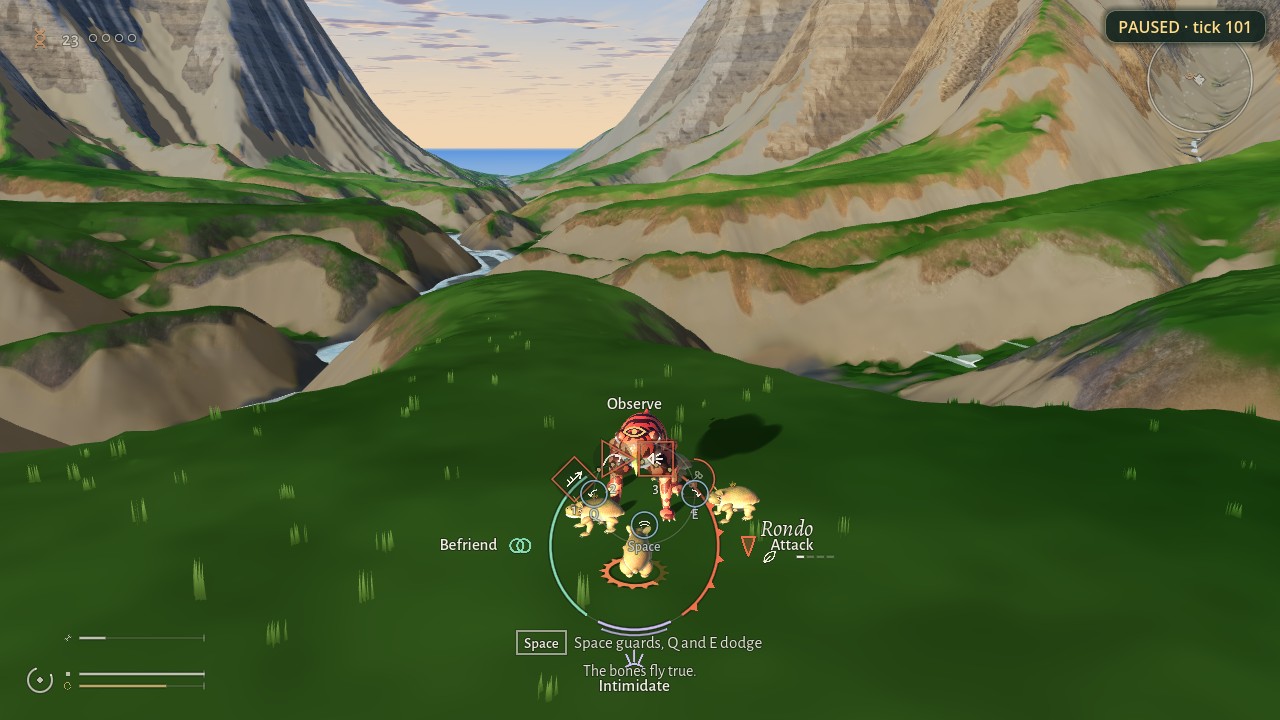 PAUSED · tick 101
23
Observe
2
3
1
Q
E
Space
Befriend
Rondo
Attack
Space
Space guards, Q and E dodge
The bones fly true.
Intimidate